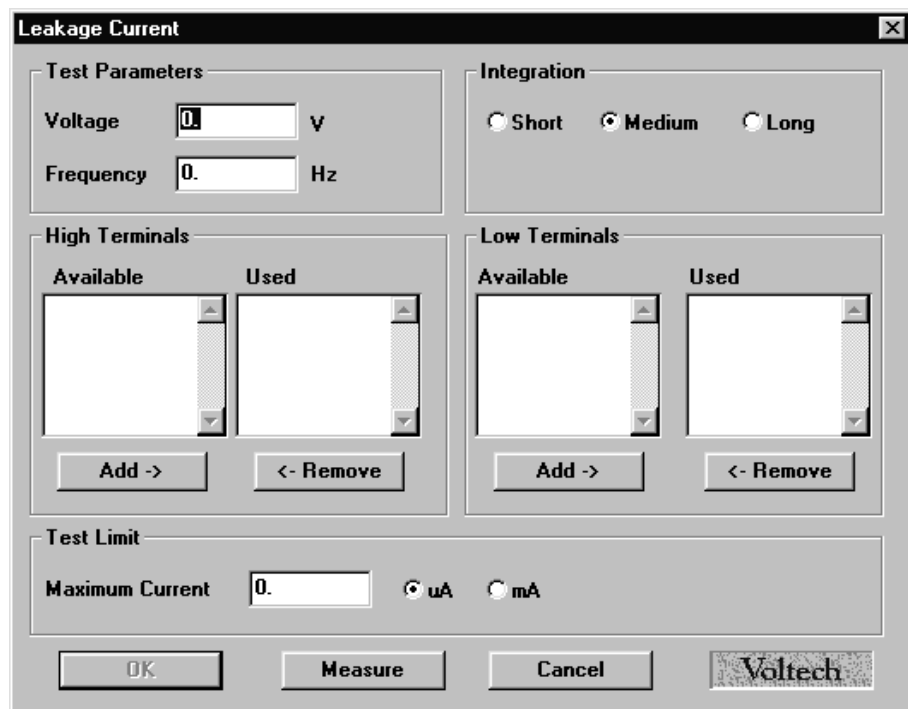 Leakage Current
Test Parameters
Voltage 0. V
Frequency 0. Hz
Integration
Short Medium Long
High Terminals
Available Used
Add -> <- Remove
Low Terminals
Available Used
Add -> <- Remove
Test Limit
Maximum Current 0. uA mA
OK Measure Cancel Voltech